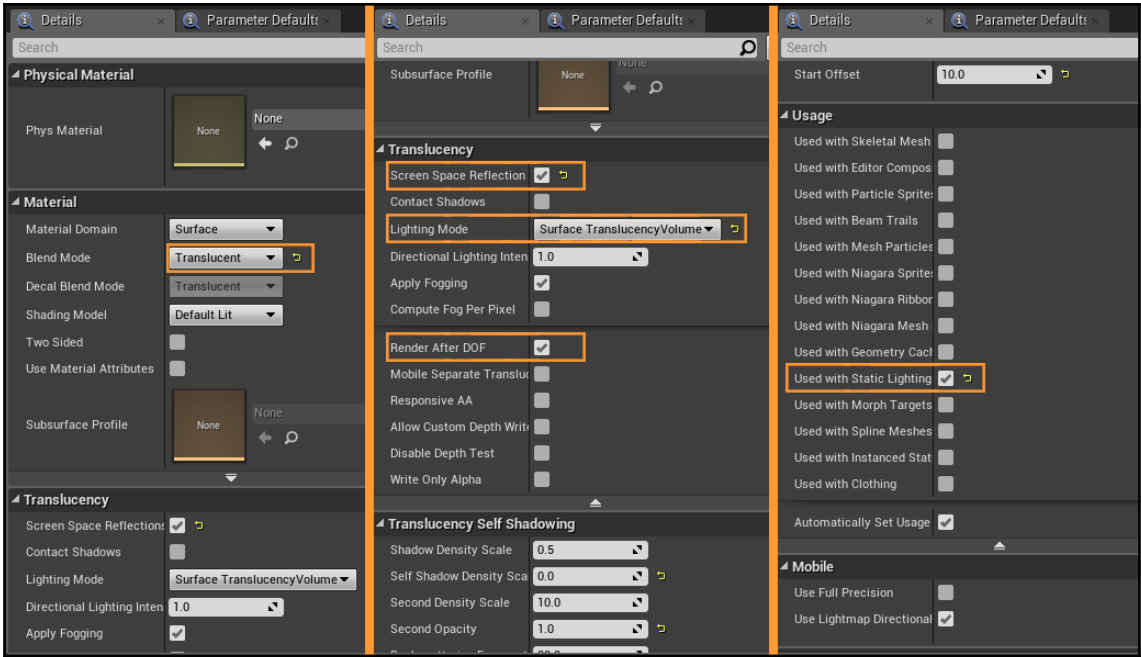 Details
Parameter Defaults
Search
Physical Material
Phys Material
None
None
Material
Material Domain
Surface
Blend Mode
Translucent
Decal Blend Mode
Translucent
Shading Model
Default Lit
Two Sided
Use Material Attributes
Subsurface Profile
None
None
Translucency
Screen Space Reflections
Contact Shadows
Lighting Mode
Surface TranslucencyVolume
Directional Lighting Inten
1.0
Apply Fogging
Details
Parameter Defaults
Search
Subsurface Profile
None
None
Translucency
Screen Space Reflection
Contact Shadows
Lighting Mode
Surface TranslucencyVolume
Directional Lighting Inten
1.0
Apply Fogging
Compute Fog Per Pixel
Render After DOF
Mobile Separate Transluc
Responsive AA
Allow Custom Depth Write
Disable Depth Test
Write Only Alpha
Translucency Self Shadowing
Shadow Density Scale
0.5
Self Shadow Density Sca
0.0
Second Density Scale
10.0
Second Opacity
1.0
Details
Parameter Defaults
Search
Start Offset
10.0
Usage
Used with Skeletal Mesh
Used with Editor Compos
Used with Particle Sprites
Used with Beam Trails
Used with Mesh Particles
Used with Niagara Sprites
Used with Niagara Ribbon
Used with Niagara Mesh
Used with Geometry Cach
Used with Static Lighting
Used with Morph Targets
Used with Spline Meshes
Used with Instanced Stat
Used with Clothing
Automatically Set Usage
Mobile
Use Full Precision
Use Lightmap Directional